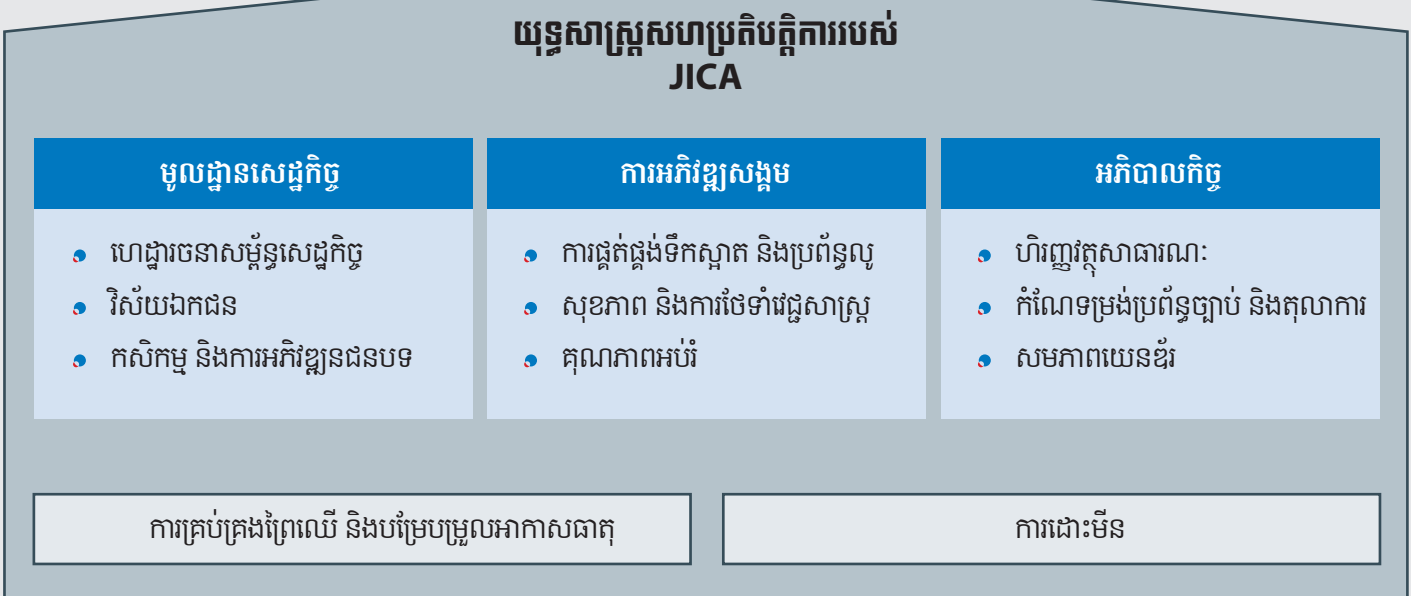 យុទ្ធសាស្ត្រសហប្រតិបត្តិការរបស់
JICA
មូលដ្ឋានសេដ្ឋកិច្ច
ហេដ្ឋារចនាសម្ព័ន្ធសេដ្ឋកិច្ច
វិស័យឯកជន
កសិកម្ម និងការអភិវឌ្ឍនជនបទ
ការអភិវឌ្ឍសង្គម
ការផ្គត់ផ្គង់ទឹកស្អាត និងប្រព័ន្ធលូ
សុខភាព និងការថែទាំវេជ្ជសាស្ត្រ
គុណភាពអប់រំ
អភិបាលកិច្ច
ហិរញ្ញវត្ថុសាធារណៈ
កំណែទម្រង់ប្រព័ន្ធច្បាប់ និងតុលាការ
សមភាពយេនឌ័រ
ការគ្រប់គ្រងព្រៃឈើ និងបម្រែបម្រួលអាកាសធាតុ
ការដោះមីន